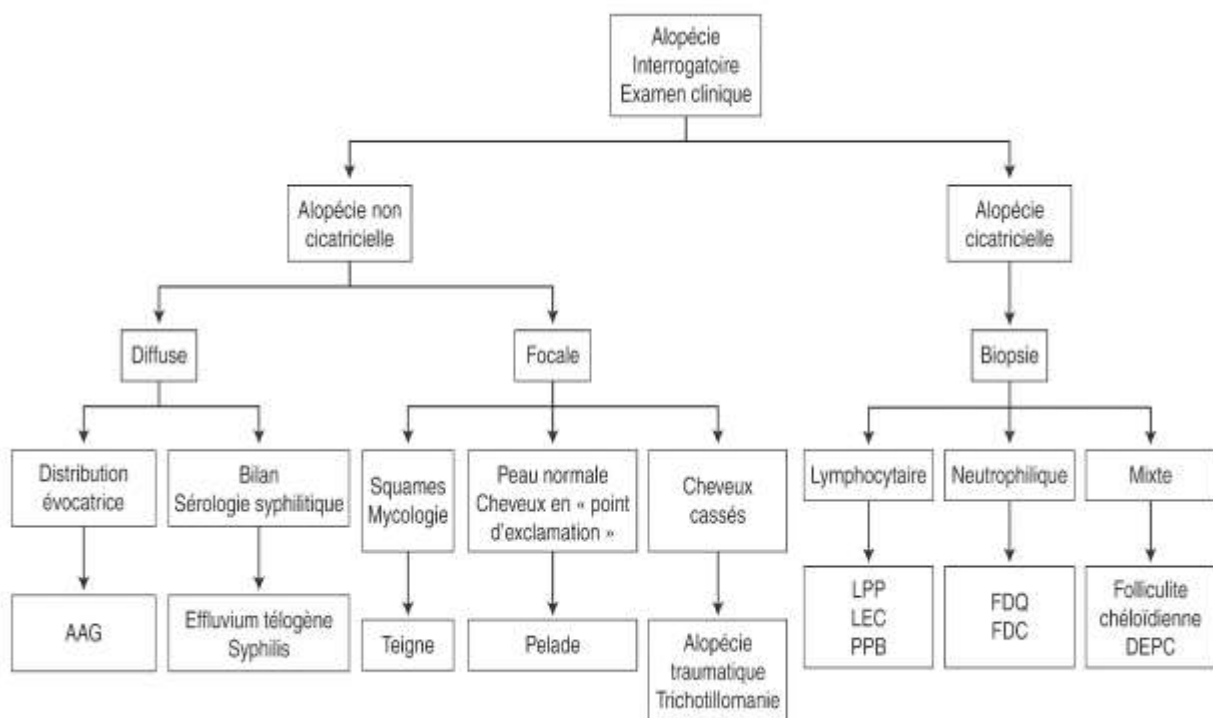 Alopécie
Interrogatoire
Examen clinique
Alopécie non
cicatricielle
Alopécie
cicatricielle
Diffuse
Focale
Biopsie
Distribution
évocatrice
Bilan
Sérologie syphilitique
Squames
Mycologie
Peau normale
Cheveux en « point
d'exclamation »
Cheveux
cassés
Lymphocytaire
Neutrophilique
Mixte
AAG
Effluvium télogène
Syphilis
Teigne
Pelade
Alopécie
traumatique
Trichotillomanie
LPP
LEC
PPB
FDQ
FDC
Folliculite
chéloïdienne
DEPC